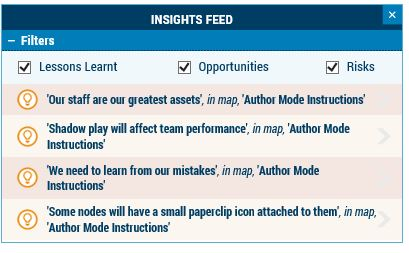 INSIGHTS FEED
Filters
Lessons Learnt
Opportunities
Risks
'Our staff are our greatest assets', in map, 'Author Mode Instructions'
'Shadow play will affect team performance', in map, 'Author Mode
Instructions'
'We need to learn from our mistakes', in map, 'Author Mode
Instructions'
'Some nodes will have a small paperclip icon attached to them', in map,
'Author Mode Instructions'